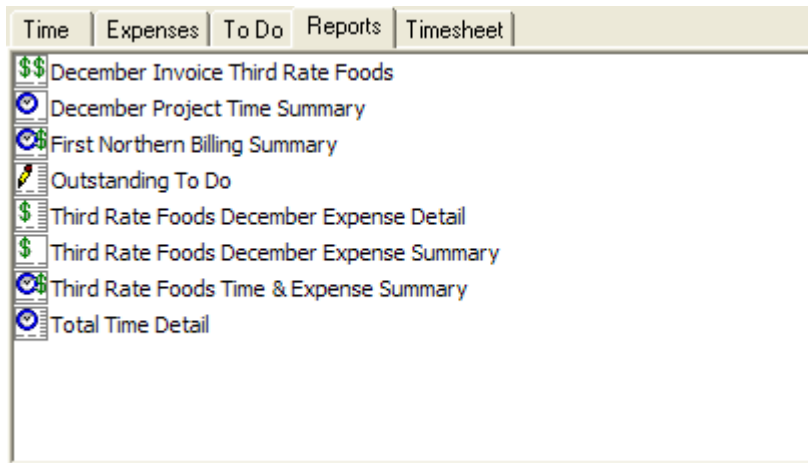 Time Expenses To Do Reports Timesheet
December Invoice Third Rate Foods
December Project Time Summary
First Northern Billing Summary
Outstanding To Do
Third Rate Foods December Expense Detail
Third Rate Foods December Expense Summary
Third Rate Foods Time & Expense Summary
Total Time Detail